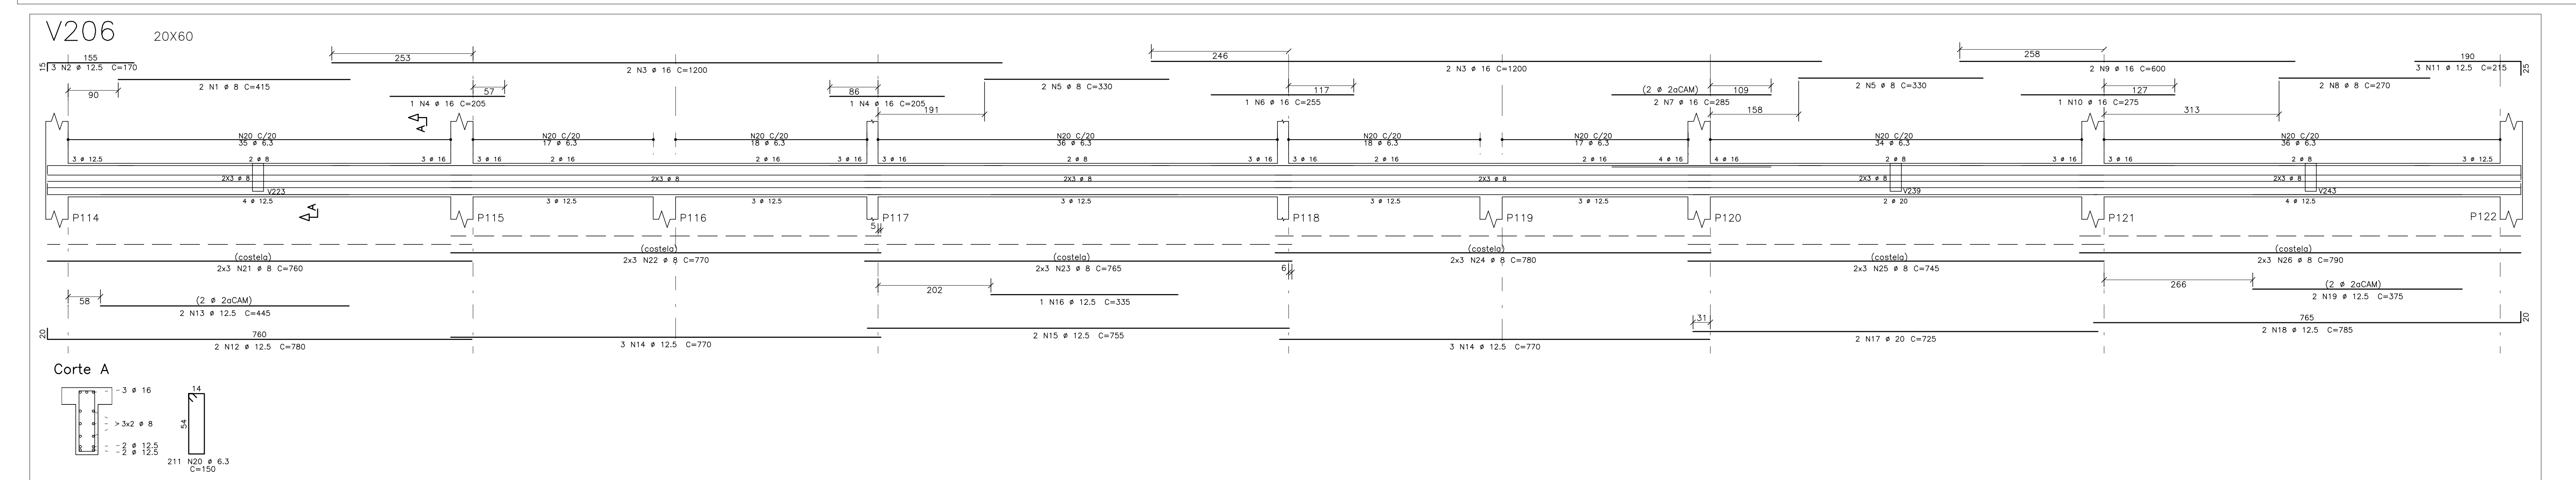 V206 20X60
155
15
3 N2 ø 12.5 C=170
253
2 N3 ø 16 C=1200
246
2 N3 ø 16 C=1200
258
2 N9 ø 16 C=600
190
3 N11 ø 12.5 C=215
25
90
2 N1 ø 8 C=415
57
1 N4 ø 16 C=205
86
1 N4 ø 16 C=205
2 N5 ø 8 C=330
191
117
1 N6 ø 16 C=255
(2 ø 2aCAM)
109
2 N7 ø 16 C=285
2 N5 ø 8 C=330
158
127
1 N10 ø 16 C=275
2 N8 ø 8 C=270
313
A
N20 C/20
35 ø 6.3
N20 C/20
17 ø 6.3
N20 C/20
18 ø 6.3
N20 C/20
36 ø 6.3
N20 C/20
18 ø 6.3
N20 C/20
17 ø 6.3
N20 C/20
34 ø 6.3
N20 C/20
36 ø 6.3
3 ø 12.5 2 ø 8 3 ø 16 3 ø 16 2 ø 16 2 ø 16 3 ø 16 3 ø 16 2 ø 8 3 ø 16 3 ø 16 2 ø 16 2 ø 16 4 ø 16 4 ø 16 2 ø 8 3 ø 16 3 ø 16 2 ø 8 3 ø 12.5
2X3 ø 8 2X3 ø 8 2X3 ø 8 2X3 ø 8 2X3 ø 8 2X3 ø 8
V223 V239 V243
4 ø 12.5 3 ø 12.5 3 ø 12.5 3 ø 12.5 3 ø 12.5 3 ø 12.5 2 ø 20 4 ø 12.5
A
P114 P115 P116 P117 P118 P119 P120 P121 P122
5
(costela)
2x3 N21 ø 8 C=760
(costela)
2x3 N22 ø 8 C=770
(costela)
2x3 N23 ø 8 C=765
6
(costela)
2x3 N24 ø 8 C=780
(costela)
2x3 N25 ø 8 C=745
(costela)
2x3 N26 ø 8 C=790
58
(2 ø 2aCAM)
2 N13 ø 12.5 C=445
202
1 N16 ø 12.5 C=335
266
(2 ø 2aCAM)
2 N19 ø 12.5 C=375
20
760
2 N12 ø 12.5 C=780
3 N14 ø 12.5 C=770
2 N15 ø 12.5 C=755
3 N14 ø 12.5 C=770
31
2 N17 ø 20 C=725
765
2 N18 ø 12.5 C=785
20
Corte A
3 ø 16
>3x2 ø 8
2 ø 12.5
2 ø 12.5
14
54
211 N20 ø 6.3
C=150